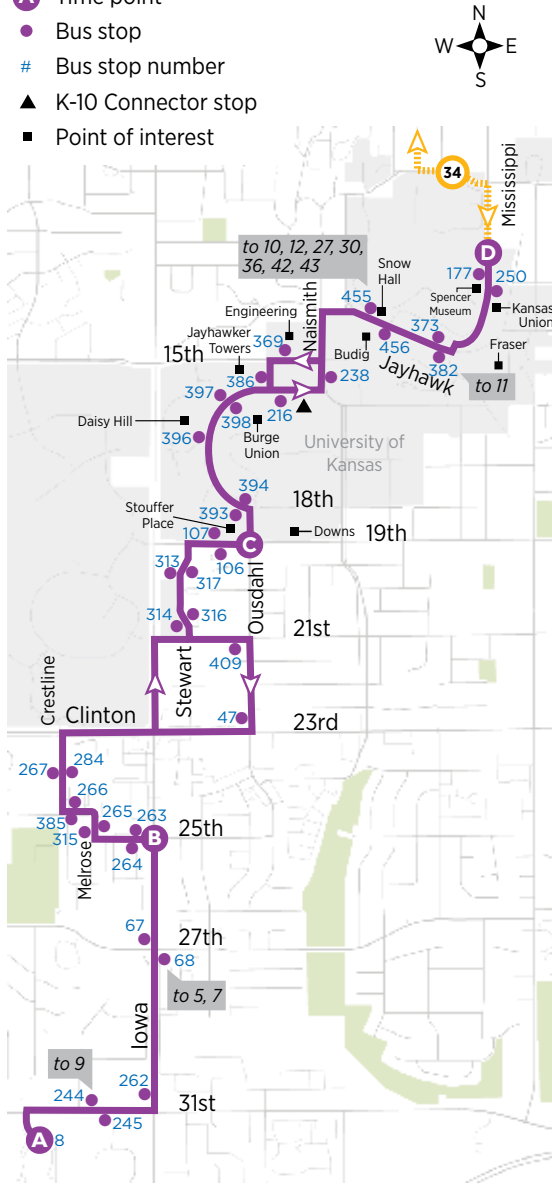 A Time point
Bus stop
# Bus stop number
K-10 Connector stop
Point of interest
N
W E
S
34
Mississippi
D
to 10, 12, 27, 30,
36, 42, 43
Snow
Hall
177
250
Spencer
Museum
Kansas
Union
455
Engineering
Naismith
373
Jayhawker
Towers
369
Budig
456
Fraser
15th
Jayhawk
382
to 11
386
238
397
216
398
Daisy Hill
Burge
Union
396
University of
Kansas
394
18th
Stouffer
Place
393
107
Downs
19th
C
106
313
317
Ousdahl
314
316
21st
409
Stewart
Crestline
Clinton
47
23rd
267
284
266
265
263
385
315
25th
B
264
Melrose
67
27th
68
to 5, 7
Iowa
to 9
262
244
31st
245
A
8